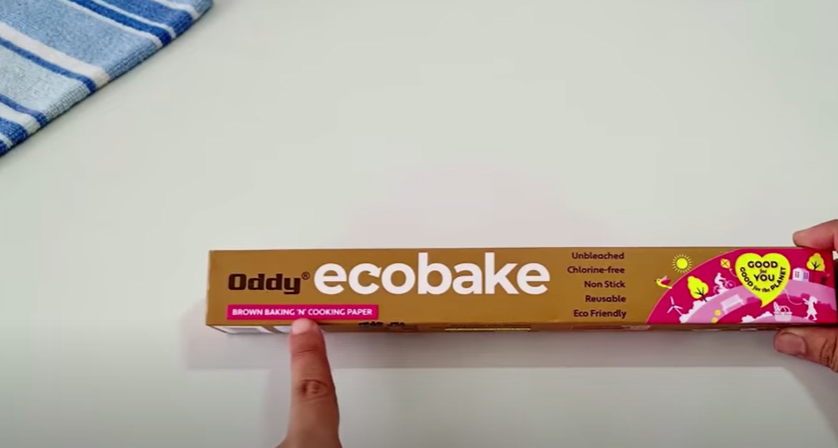 Oddy® ecobake
BROWN BAKING 'N' COOKING PAPER
Unbleached
Chlorine-free
Non Stick
Reusable
Eco Friendly
GOOD
for
YOU
GOOD for the PLANET